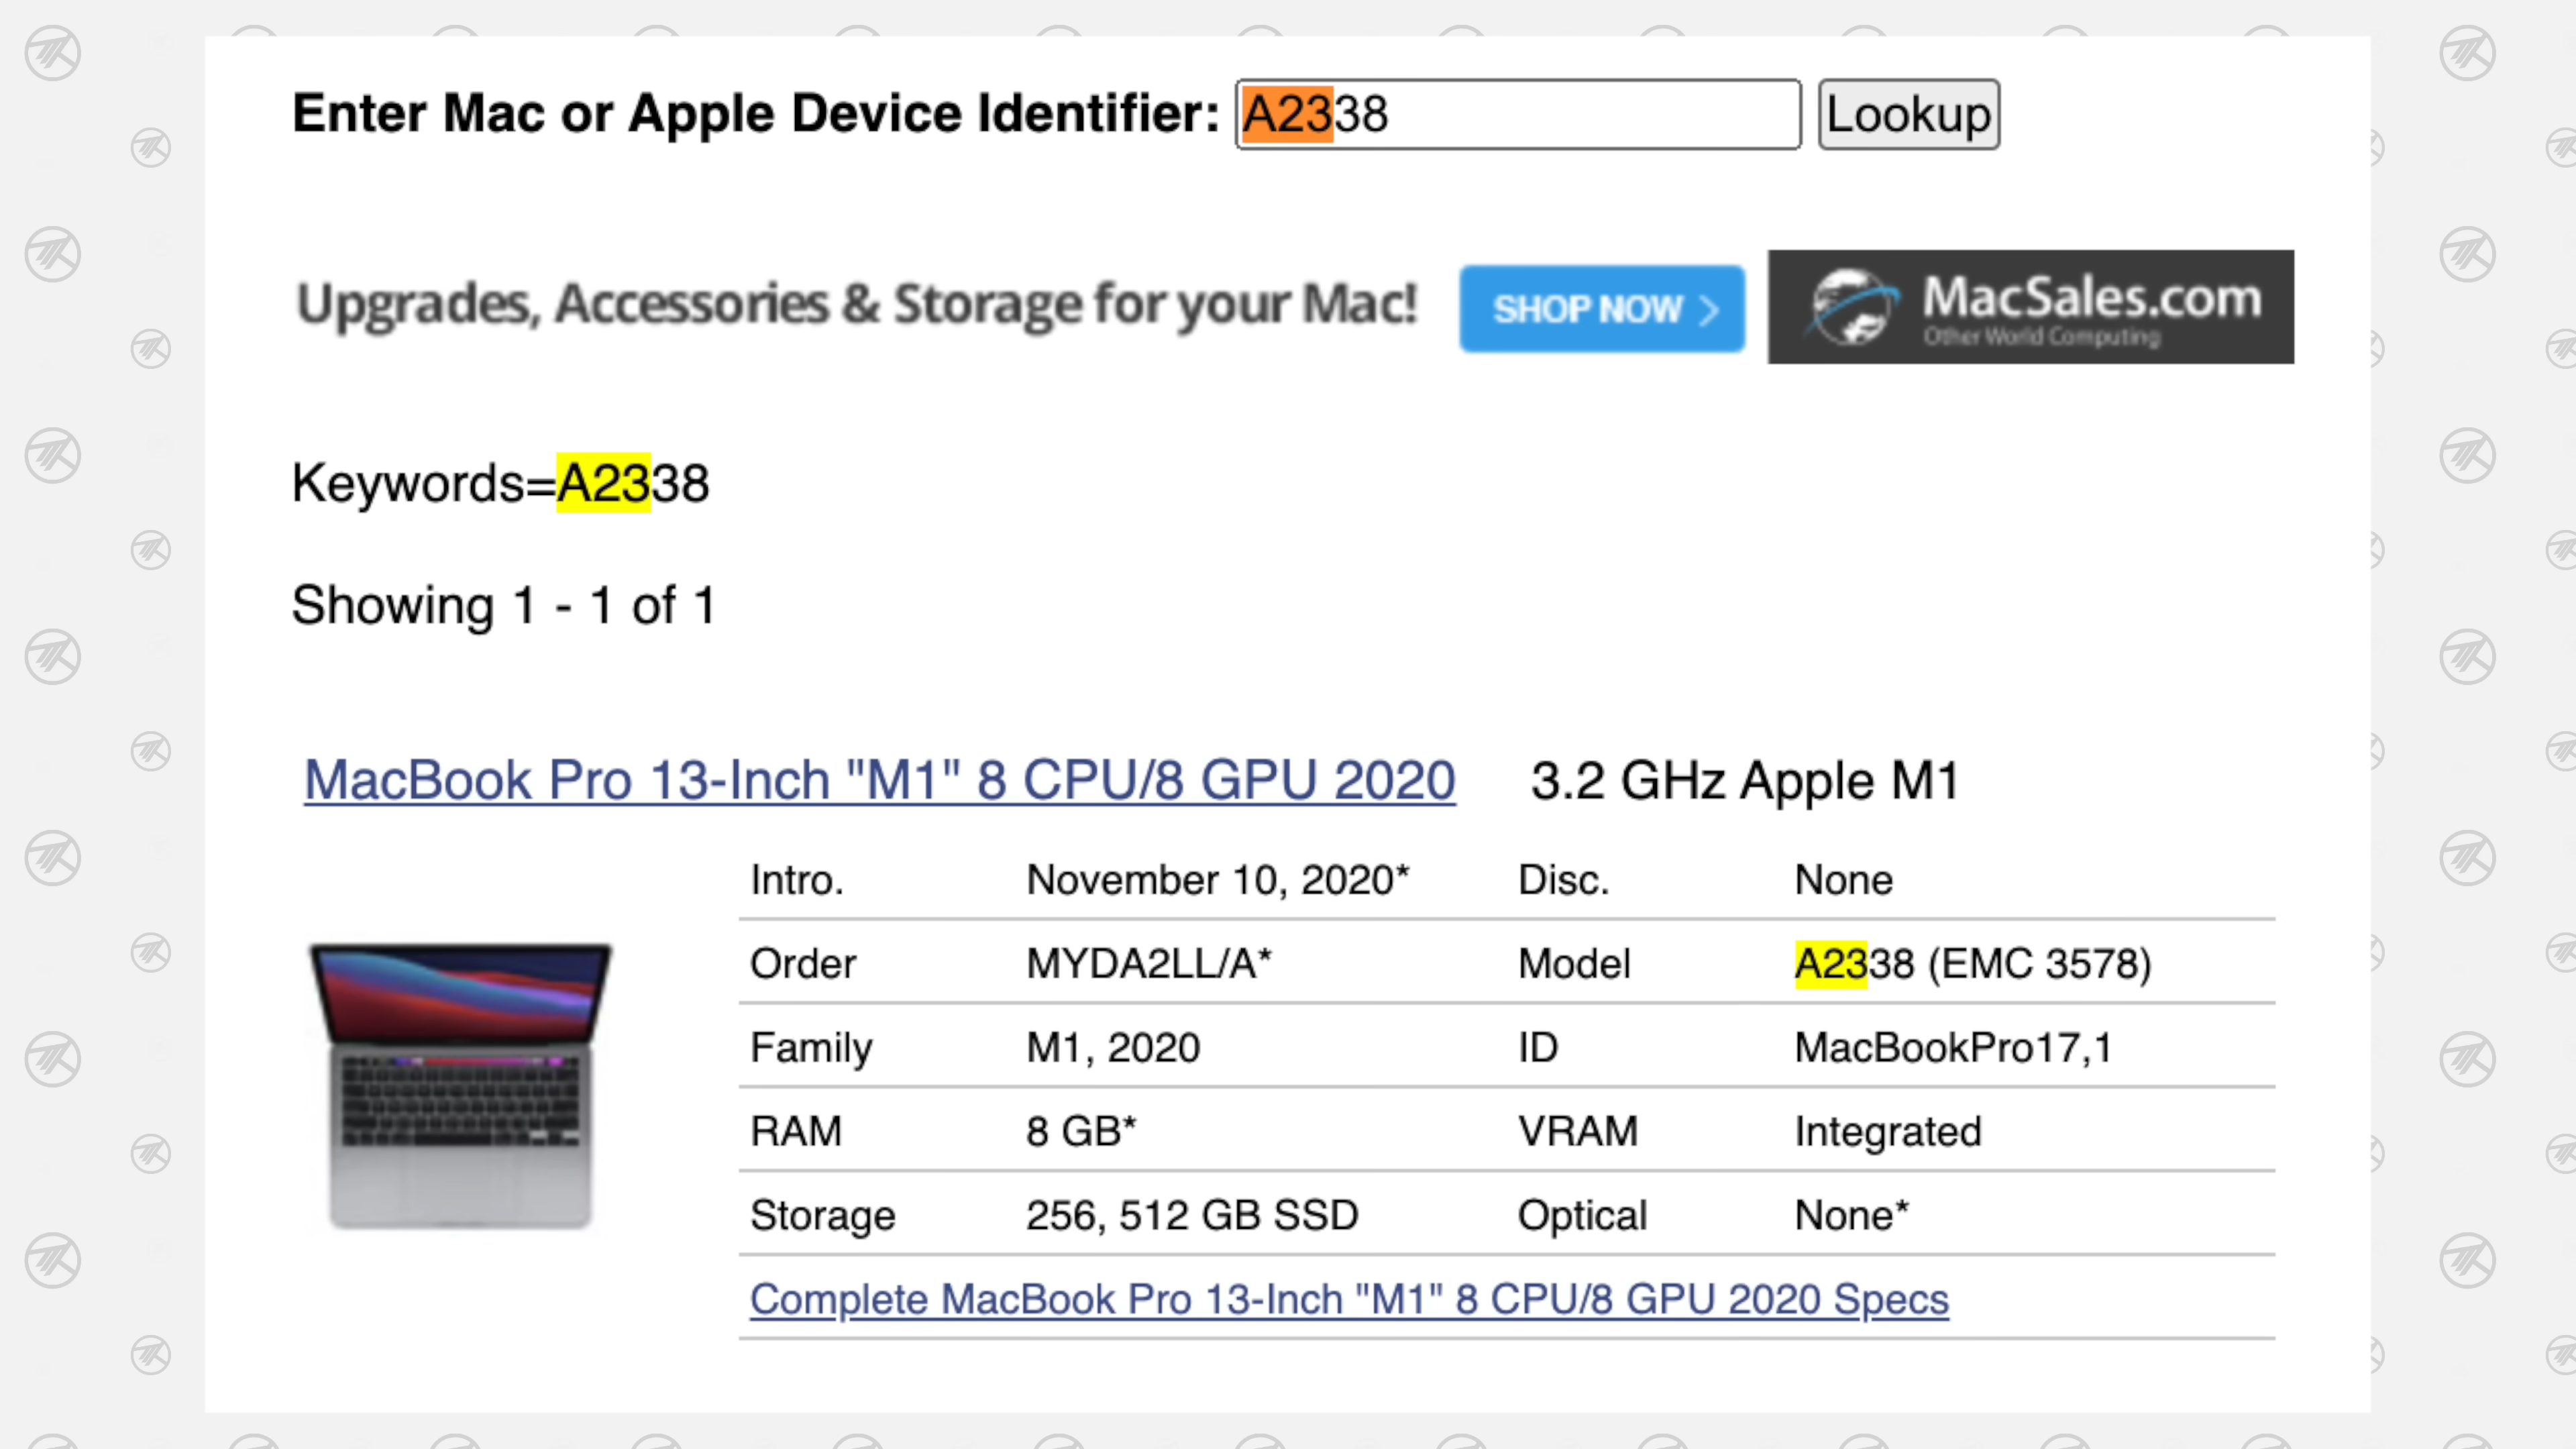 Enter Mac or Apple Device Identifier: A2338 Lookup
Upgrades, Accessories & Storage for your Mac! SHOP NOW > MacSales.com
Other World Computing
Keywords=A2338
Showing 1 - 1 of 1
MacBook Pro 13-Inch "M1" 8 CPU/8 GPU 2020 3.2 GHz Apple M1
Intro. November 10, 2020* Disc. None
Order MYDA2LL/A* Model A2338 (EMC 3578)
Family M1, 2020 ID MacBookPro17,1
RAM 8 GB* VRAM Integrated
Storage 256, 512 GB SSD Optical None*
Complete MacBook Pro 13-Inch "M1" 8 CPU/8 GPU 2020 Specs